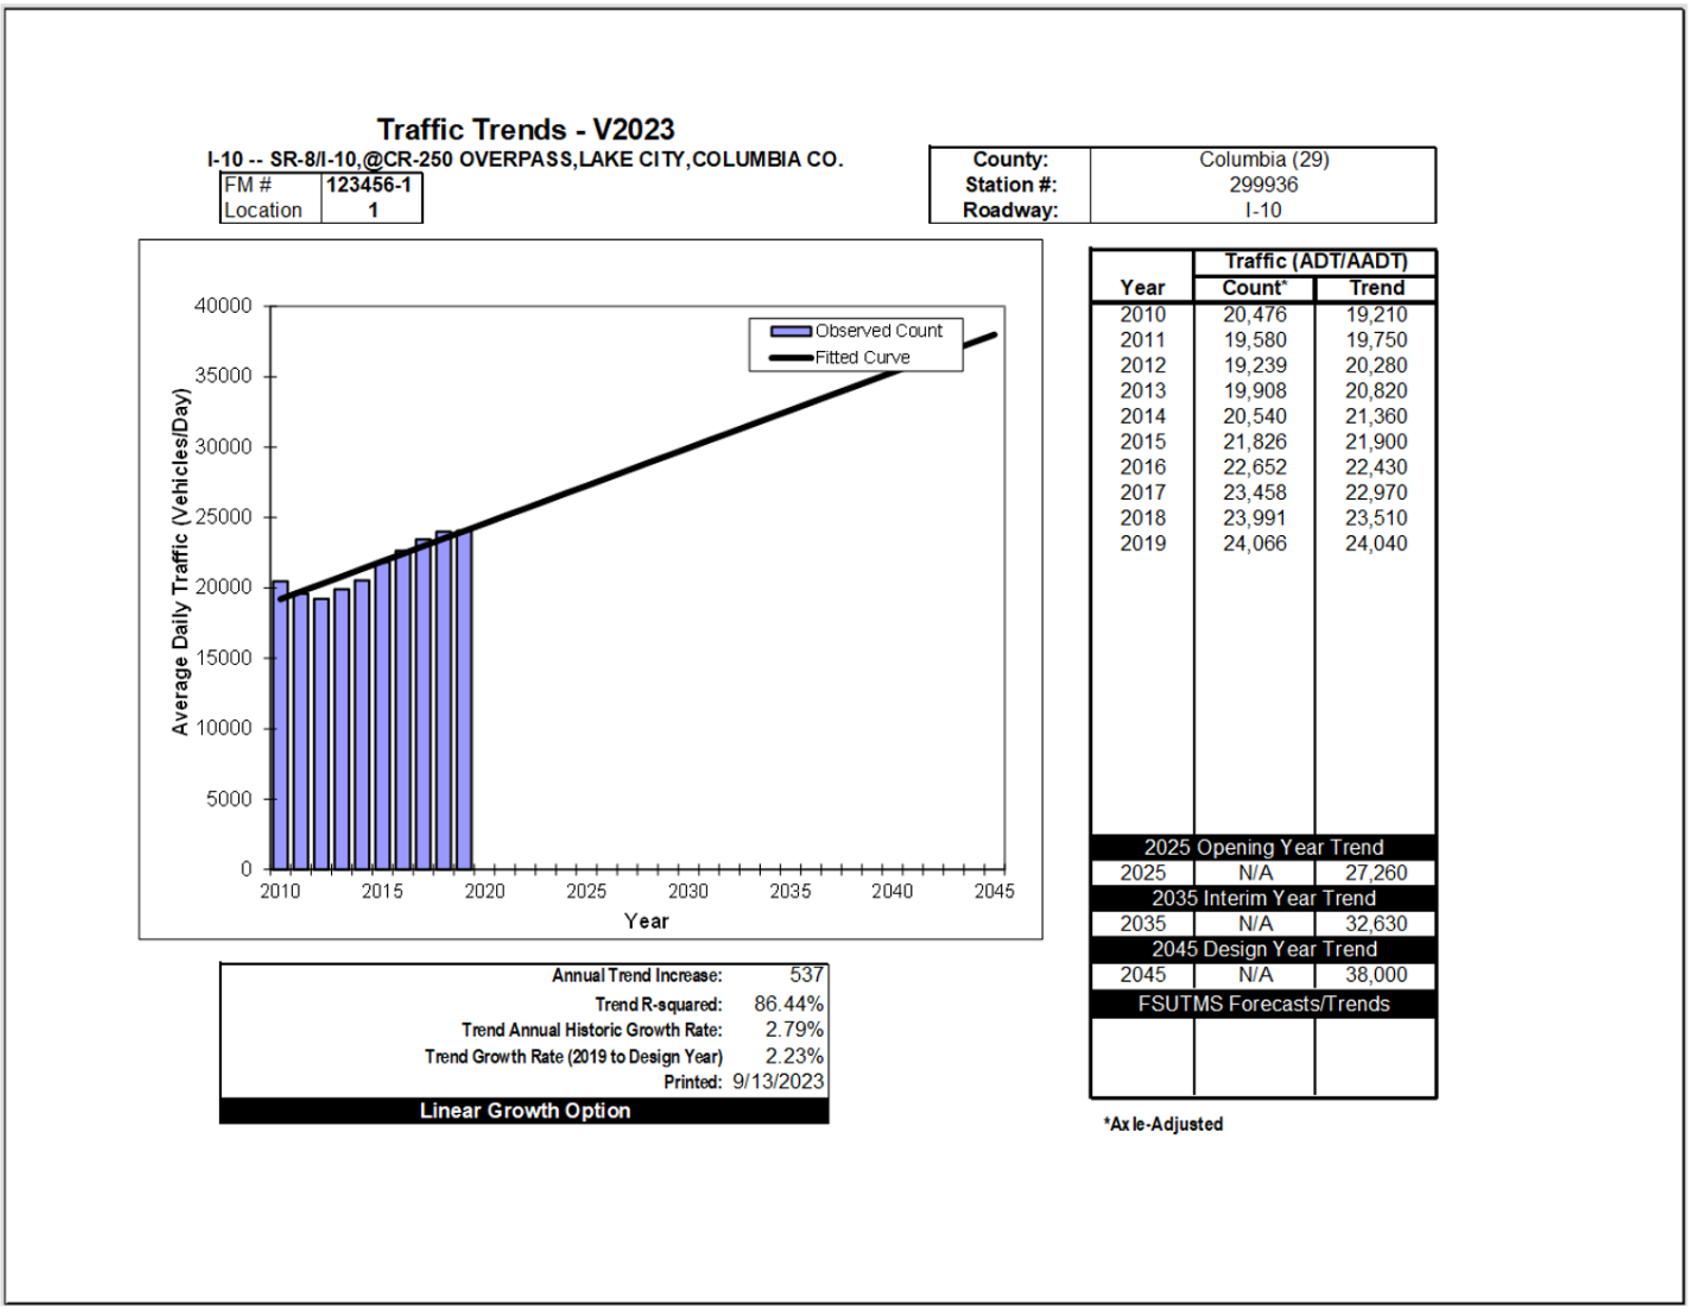 Traffic Trends - V2023
I-10 -- SR-8/I-10,@CR-250 OVERPASS,LAKE CITY,COLUMBIA CO.
FM # 123456-1
Location 1
County: Columbia (29)
Station #: 299936
Roadway: I-10
Average Daily Traffic (Vehicles/Day)
40000
35000
30000
25000
20000
15000
10000
5000
0
Observed Count
Fitted Curve
2010 2015 2020 2025 2030 2035 2040 2045
Year
Traffic (ADT/AADT)
Year Count* Trend
2010 20,476 19,210
2011 19,580 19,750
2012 19,239 20,280
2013 19,908 20,820
2014 20,540 21,360
2015 21,826 21,900
2016 22,652 22,430
2017 23,458 22,970
2018 23,991 23,510
2019 24,066 24,040
2025 Opening Year Trend
2025 N/A 27,260
2035 Interim Year Trend
2035 N/A 32,630
2045 Design Year Trend
2045 N/A 38,000
FSUTMS Forecasts/Trends
*Axle-Adjusted
Annual Trend Increase: 537
Trend R-squared: 86.44%
Trend Annual Historic Growth Rate: 2.79%
Trend Growth Rate (2019 to Design Year) 2.23%
Printed: 9/13/2023
Linear Growth Option